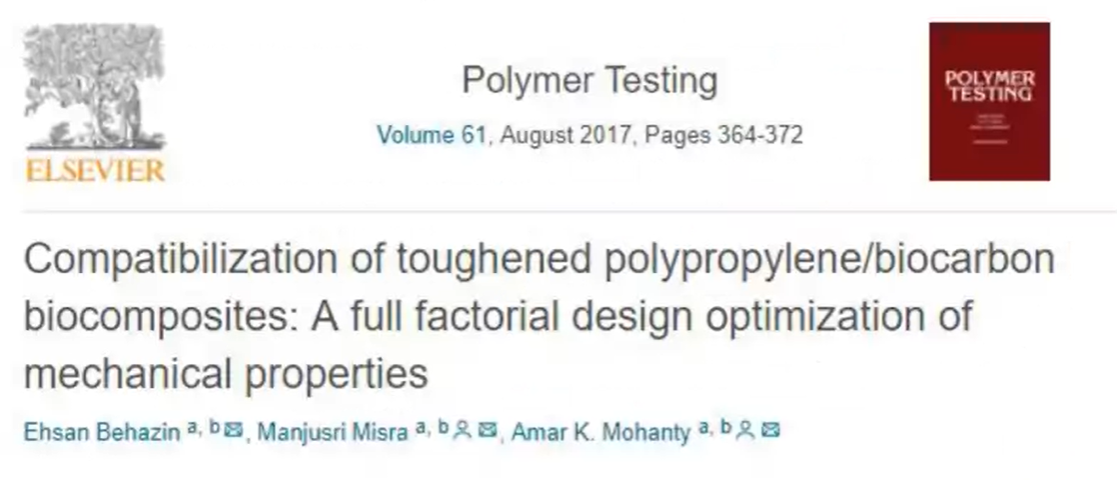 ELSEVIER
Polymer Testing
Volume 61, August 2017, Pages 364-372
POLYMER
TESTING
Compatibilization of toughened polypropylene/biocarbon
biocomposites: A full factorial design optimization of
mechanical properties
Ehsan Behazin a, b, Manjusri Misra a, b, Amar K. Mohanty a, b